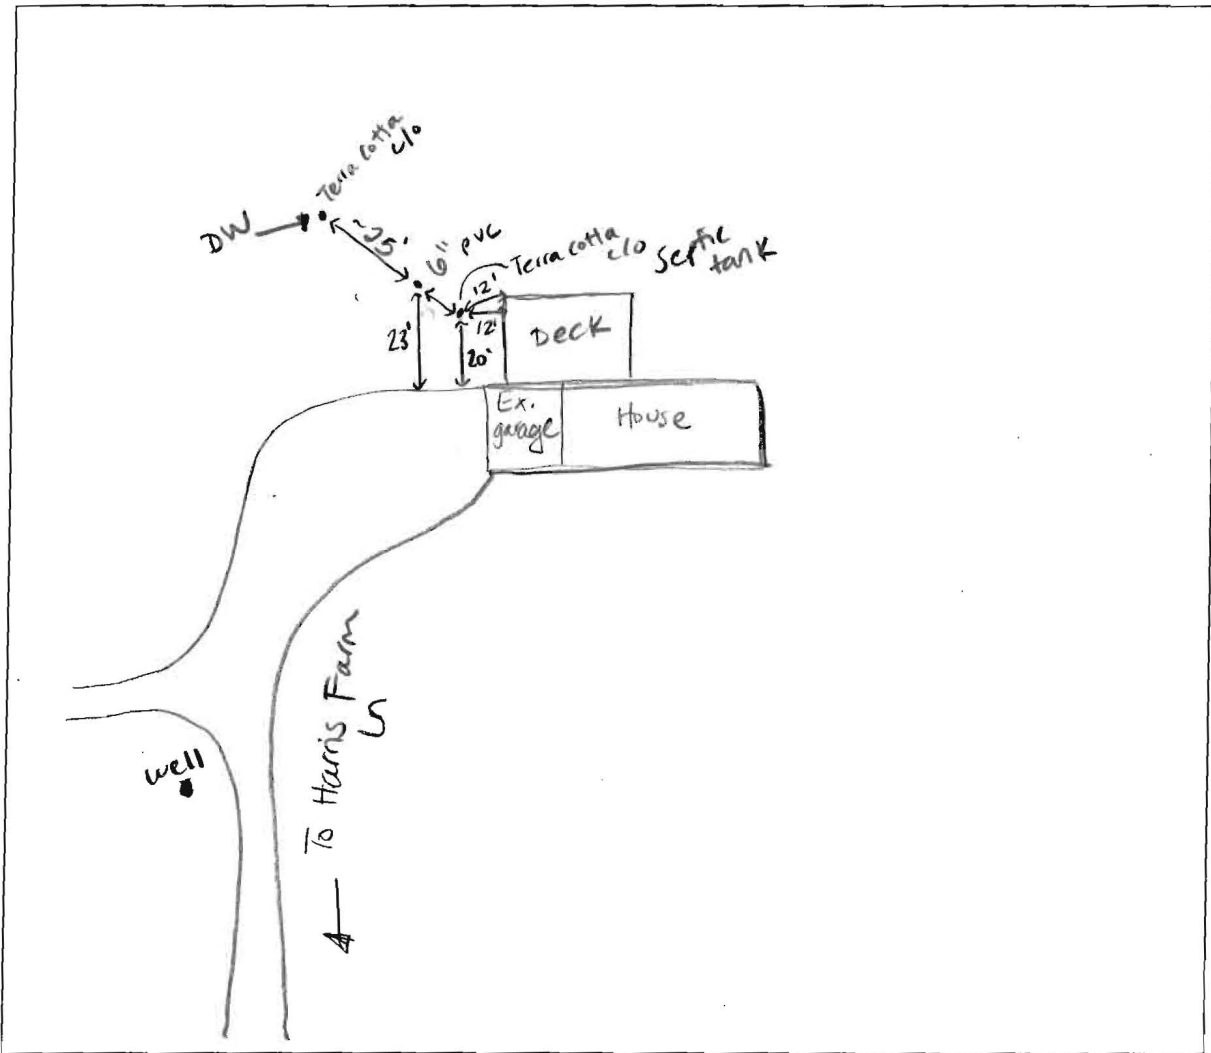 Terra cotta
c/o
DW
~25'
6" PVC
Terra cotta
c/o
septic
tank
12'
12'
23'
20'
Deck
Ex.
garage
House
To Harris Farm
well